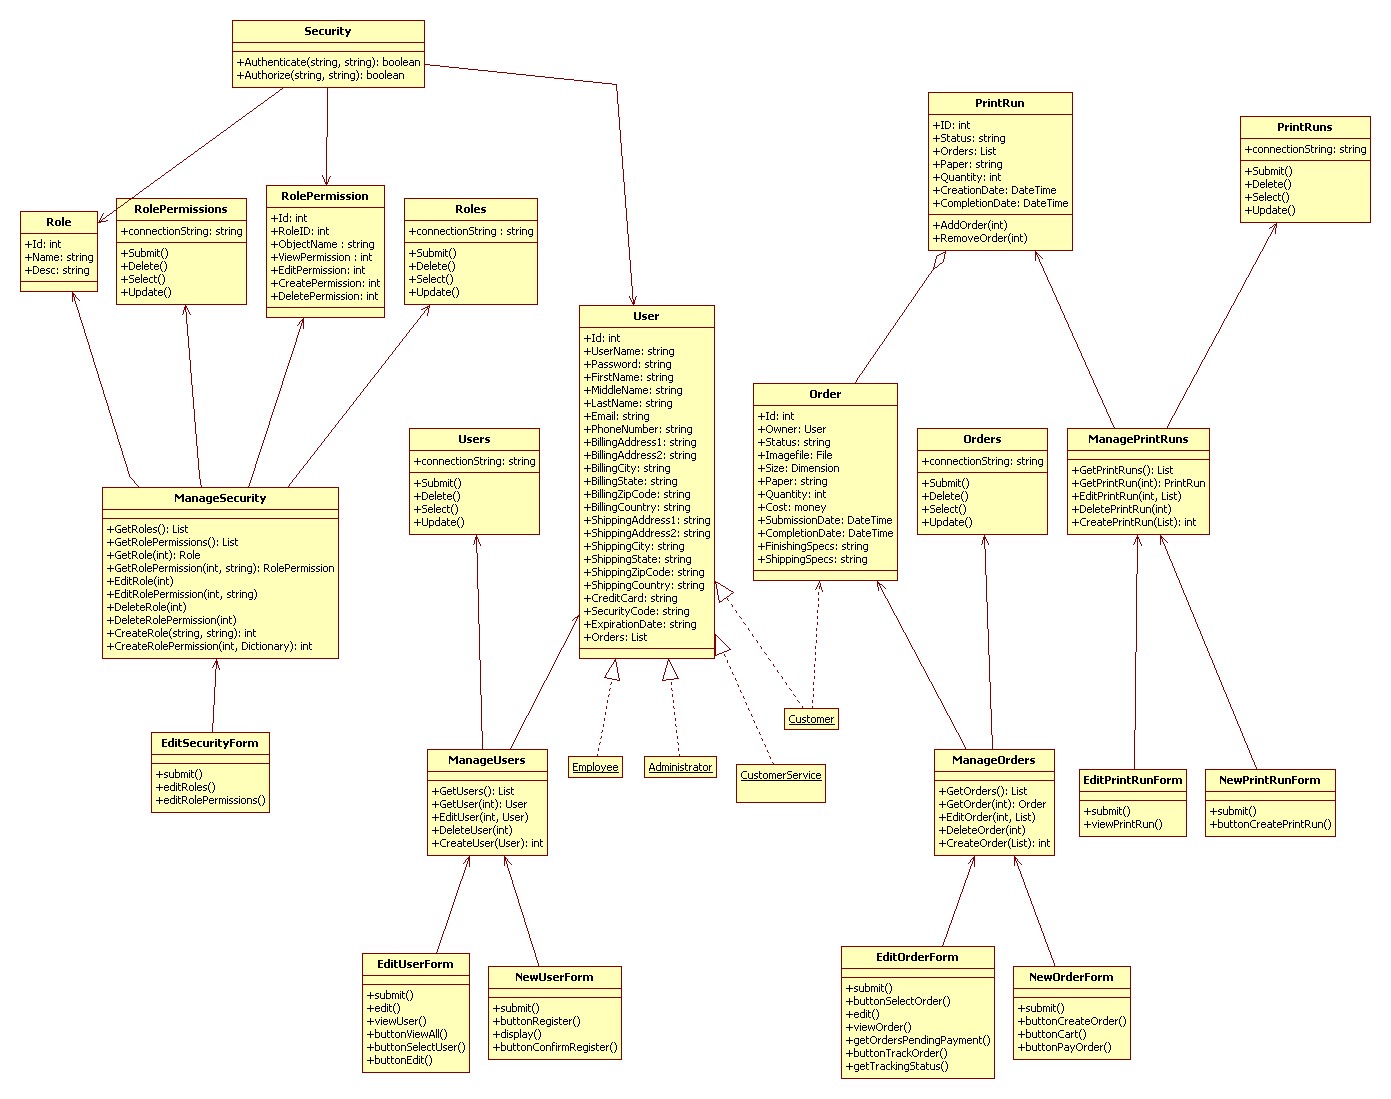 Security
+Authenticate(string, string): boolean
+Authorize(string, string): boolean
PrintRun
+ID: int
+Status: string
+Orders: List
+Paper: string
+Quantity: int
+CreationDate: DateTime
+CompletionDate: DateTime
+AddOrder(int)
+RemoveOrder(int)
PrintRuns
+connectionString: string
+Submit()
+Delete()
+Select()
+Update()
Role
+Id: int
+Name: string
+Desc: string
RolePermissions
+connectionString: string
+Submit()
+Delete()
+Select()
+Update()
RolePermission
+Id: int
+RoleID: int
+ObjectName : string
+ViewPermission : int
+EditPermission: int
+CreatePermission: int
+DeletePermission: int
Roles
+connectionString : string
+Submit()
+Delete()
+Select()
+Update()
User
+Id: int
+UserName: string
+Password: string
+FirstName: string
+MiddleName: string
+LastName: string
+Email: string
+PhoneNumber: string
+BillingAddress1: string
+BillingAddress2: string
+BillingCity: string
+BillingState: string
+BillingZipCode: string
+BillingCountry: string
+ShippingAddress1: string
+ShippingAddress2: string
+ShippingCity: string
+ShippingState: string
+ShippingZipCode: string
+ShippingCountry: string
+CreditCard: string
+SecurityCode: string
+ExpirationDate: string
+Orders: List
Order
+Id: int
+Owner: User
+Status: string
+Imagefile: File
+Size: Dimension
+Paper: string
+Quantity: int
+Cost: money
+SubmissionDate: DateTime
+CompletionDate: DateTime
+FinishingSpecs: string
+ShippingSpecs: string
Users
+connectionString: string
+Submit()
+Delete()
+Select()
+Update()
Orders
+connectionString: string
+Submit()
+Delete()
+Select()
+Update()
ManagePrintRuns
+GetPrintRuns(): List
+GetPrintRun(int): PrintRun
+EditPrintRun(int, List)
+DeletePrintRun(int)
+CreatePrintRun(List): int
ManageSecurity
+GetRoles(): List
+GetRolePermissions(): List
+GetRole(int): Role
+GetRolePermission(int, string): RolePermission
+EditRole(int)
+EditRolePermission(int, string)
+DeleteRole(int)
+DeleteRolePermission(int)
+CreateRole(string, string): int
+CreateRolePermission(int, Dictionary): int
Customer
Employee
Administrator
CustomerService
EditSecurityForm
+submit()
+editRoles()
+editRolePermissions()
ManageUsers
+GetUsers(): List
+GetUser(int): User
+EditUser(int, User)
+DeleteUser(int)
+CreateUser(User): int
ManageOrders
+GetOrders(): List
+GetOrder(int): Order
+EditOrder(int, List)
+DeleteOrder(int)
+CreateOrder(List): int
EditPrintRunForm
+submit()
+viewPrintRun()
NewPrintRunForm
+submit()
+buttonCreatePrintRun()
EditUserForm
+submit()
+edit()
+viewUser()
+buttonViewAll()
+buttonSelectUser()
+buttonEdit()
NewUserForm
+submit()
+buttonRegister()
+display()
+buttonConfirmRegister()
EditOrderForm
+submit()
+buttonSelectOrder()
+edit()
+viewOrder()
+getOrdersPendingPayment()
+buttonTrackOrder()
+getTrackingStatus()
NewOrderForm
+submit()
+buttonCreateOrder()
+buttonCart()
+buttonPayOrder()